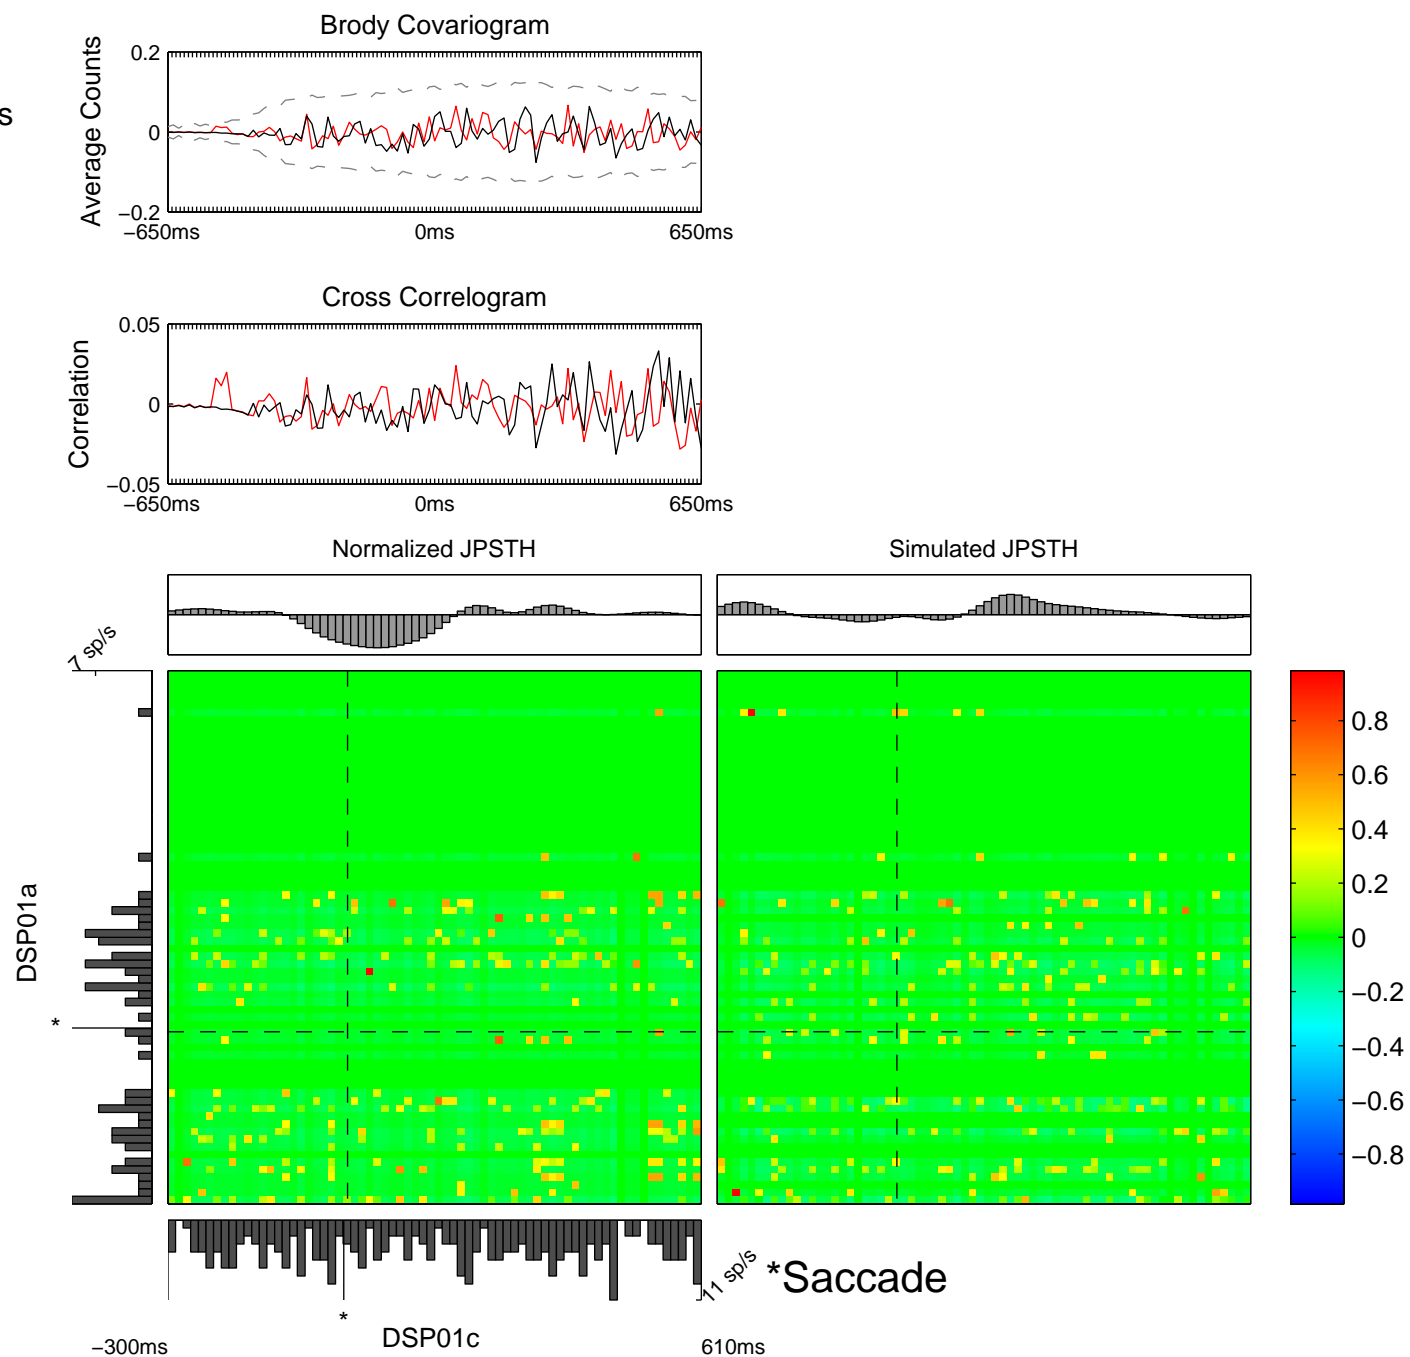 Brody Covariogram
s
Average Counts
0.2
0
−0.2
−650ms
0ms
650ms
Cross Correlogram
Correlation
0.05
0
−0.05
−650ms
0ms
650ms
Normalized JPSTH
Simulated JPSTH
7 sp/s
DSP01a
*
0.8
0.6
0.4
0.2
0
−0.2
−0.4
−0.6
−0.8
11 sp/s
*Saccade
*
DSP01c
−300ms
610ms